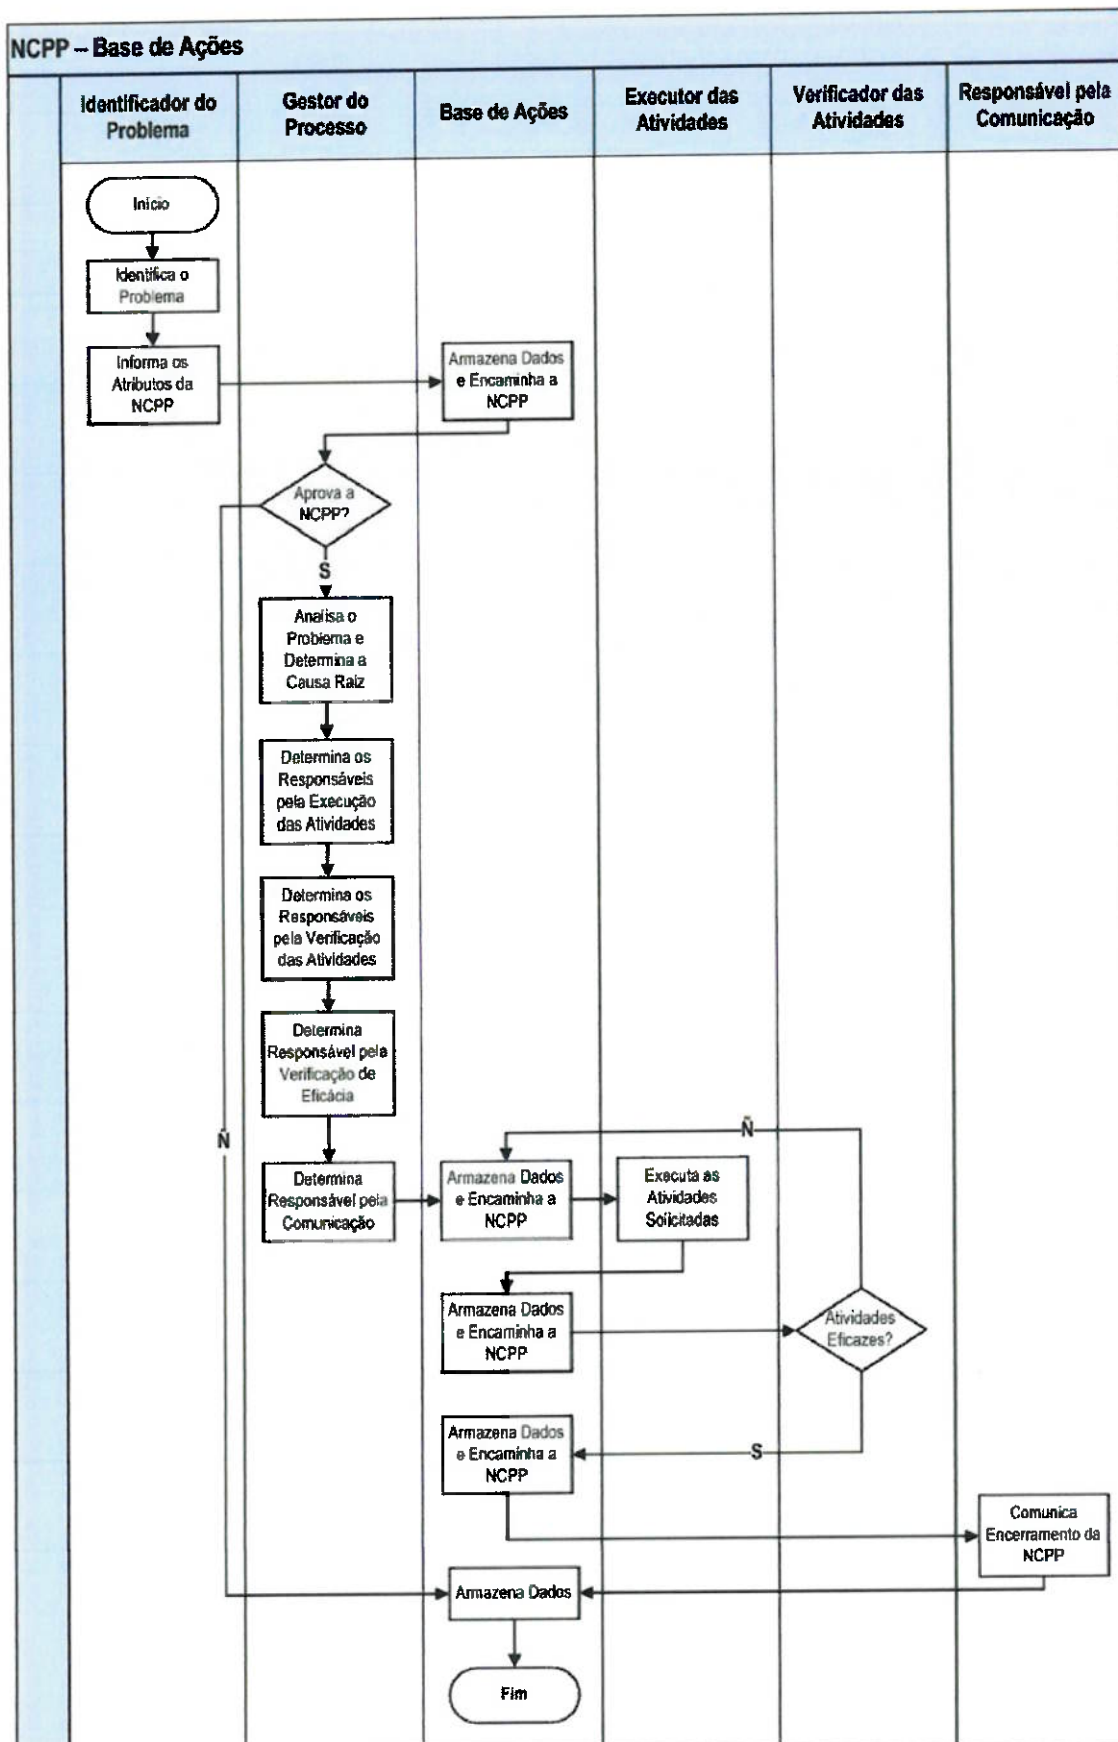 NCPP – Base de Ações
Identificador do
Problema
Gestor do
Processo
Base de Ações
Executor das
Atividades
Verificador das
Atividades
Responsável pela
Comunicação
Início
Identifica o
Problema
Informa os
Atributos da
NCPP
Armazena Dados
e Encaminha a
NCPP
Aprova a
NCPP?
S
Analisa o
Problema e
Determina a
Causa Raiz
Determina os
Responsáveis
pela Execução
das Atividades
Determina os
Responsáveis
pela Verificação
das Atividades
Determina
Responsável pela
Verificação de
Eficácia
Ñ
Ñ
Determina
Responsável pela
Comunicação
Armazena Dados
e Encaminha a
NCPP
Executa as
Atividades
Solicitadas
Armazena Dados
e Encaminha a
NCPP
Atividades
Eficazes?
Armazena Dados
e Encaminha a
NCPP
S
Comunica
Encerramento da
NCPP
Armazena Dados
Fim